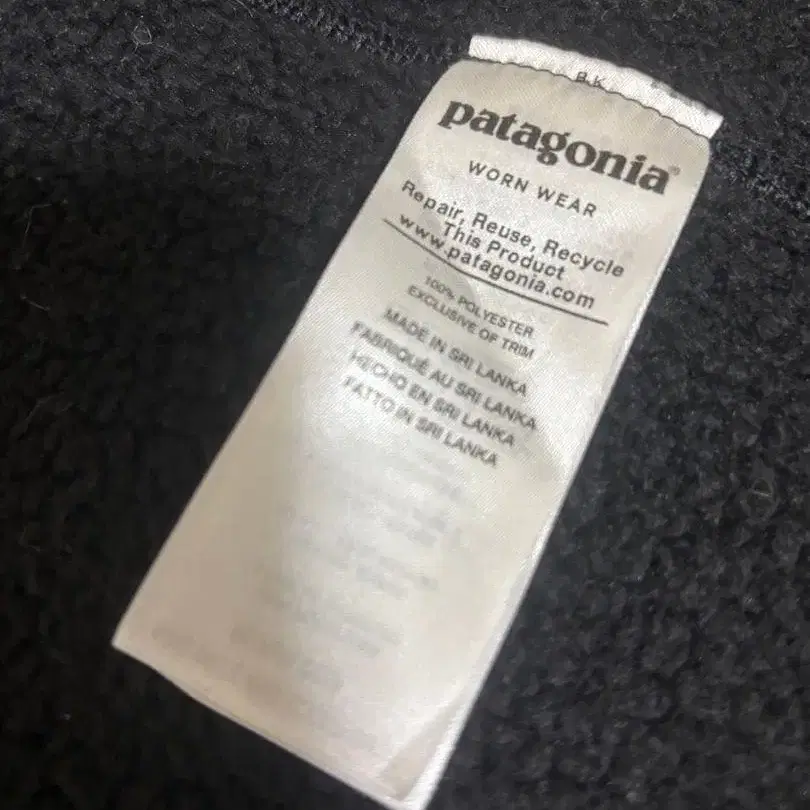 BK
patagonia®
WORN WEAR
Repair, Reuse, Recycle
This Product
www.patagonia.com
100% POLYESTER
EXCLUSIVE OF TRIM
MADE IN SRI LANKA
FABRIQUÉ AU SRI LANKA
HECHO EN SRI LANKA
FATTO IN SRI LANKA